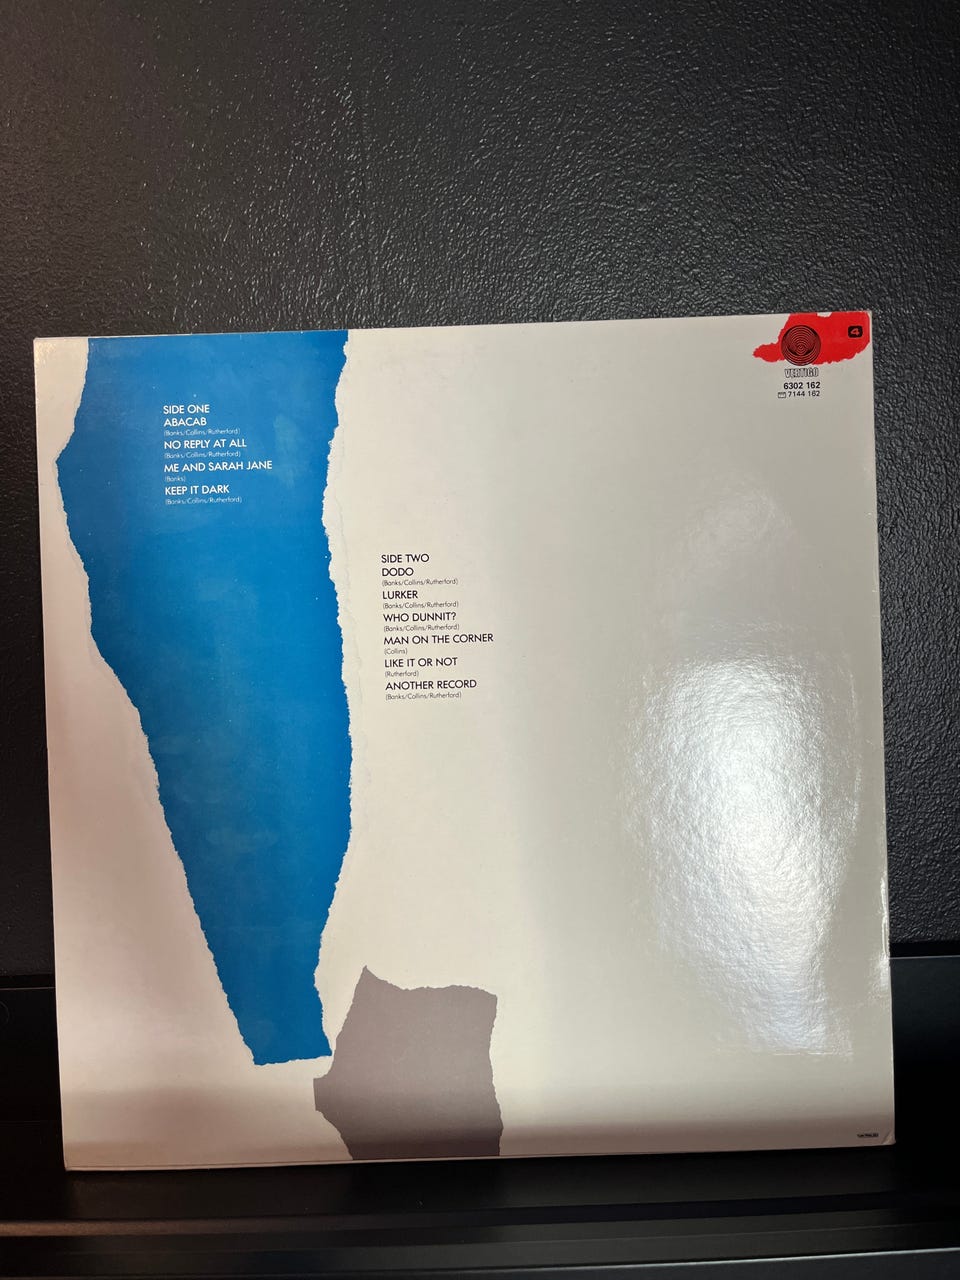 4
VERTIGO
6302 162
7144 162
SIDE ONE
ABACAB
(Banks/Collins/Rutherford)
NO REPLY AT ALL
(Banks/Collins/Rutherford)
ME AND SARAH JANE
(Banks)
KEEP IT DARK
(Banks/Collins/Rutherford)
SIDE TWO
DODO
(Banks/Collins/Rutherford)
LURKER
(Banks/Collins/Rutherford)
WHO DUNNIT?
(Banks/Collins/Rutherford)
MAN ON THE CORNER
(Collins)
LIKE IT OR NOT
(Rutherford)
ANOTHER RECORD
(Banks/Collins/Rutherford)